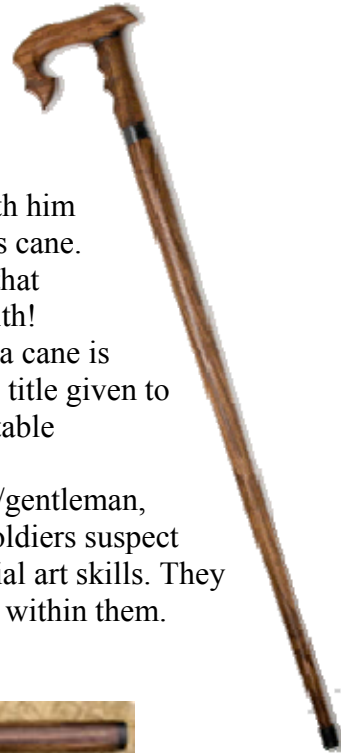 him
s cane.
hat
th!
a cane is
title given to
table
/gentleman,
oldiers suspect
ial art skills. They
within them.